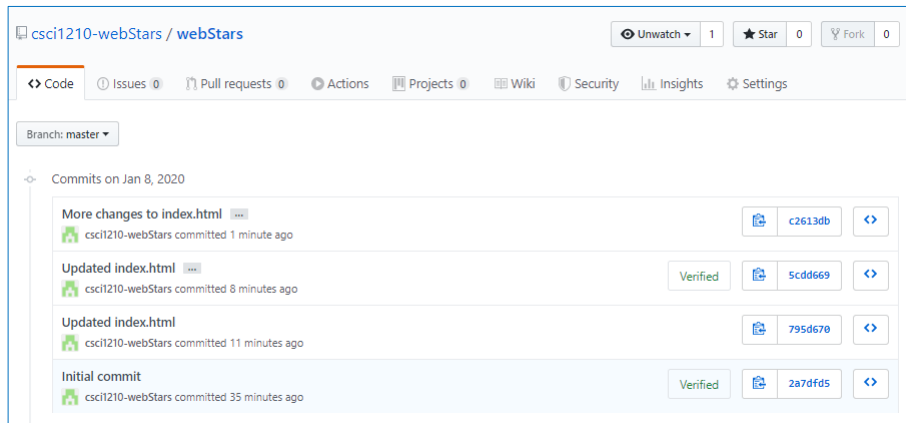 csci1210-webStars / webStars Unwatch 1 Star 0 Fork 0
Code Issues 0 Pull requests 0 Actions Projects 0 Wiki Security Insights Settings
Branch: master
Commits on Jan 8, 2020
More changes to index.html ...
c2613db
csci1210-webStars committed 1 minute ago
Updated index.html ...
Verified 5cdd669
csci1210-webStars committed 8 minutes ago
Updated index.html
795d670
csci1210-webStars committed 11 minutes ago
Initial commit
Verified 2a7dfd5
csci1210-webStars committed 35 minutes ago